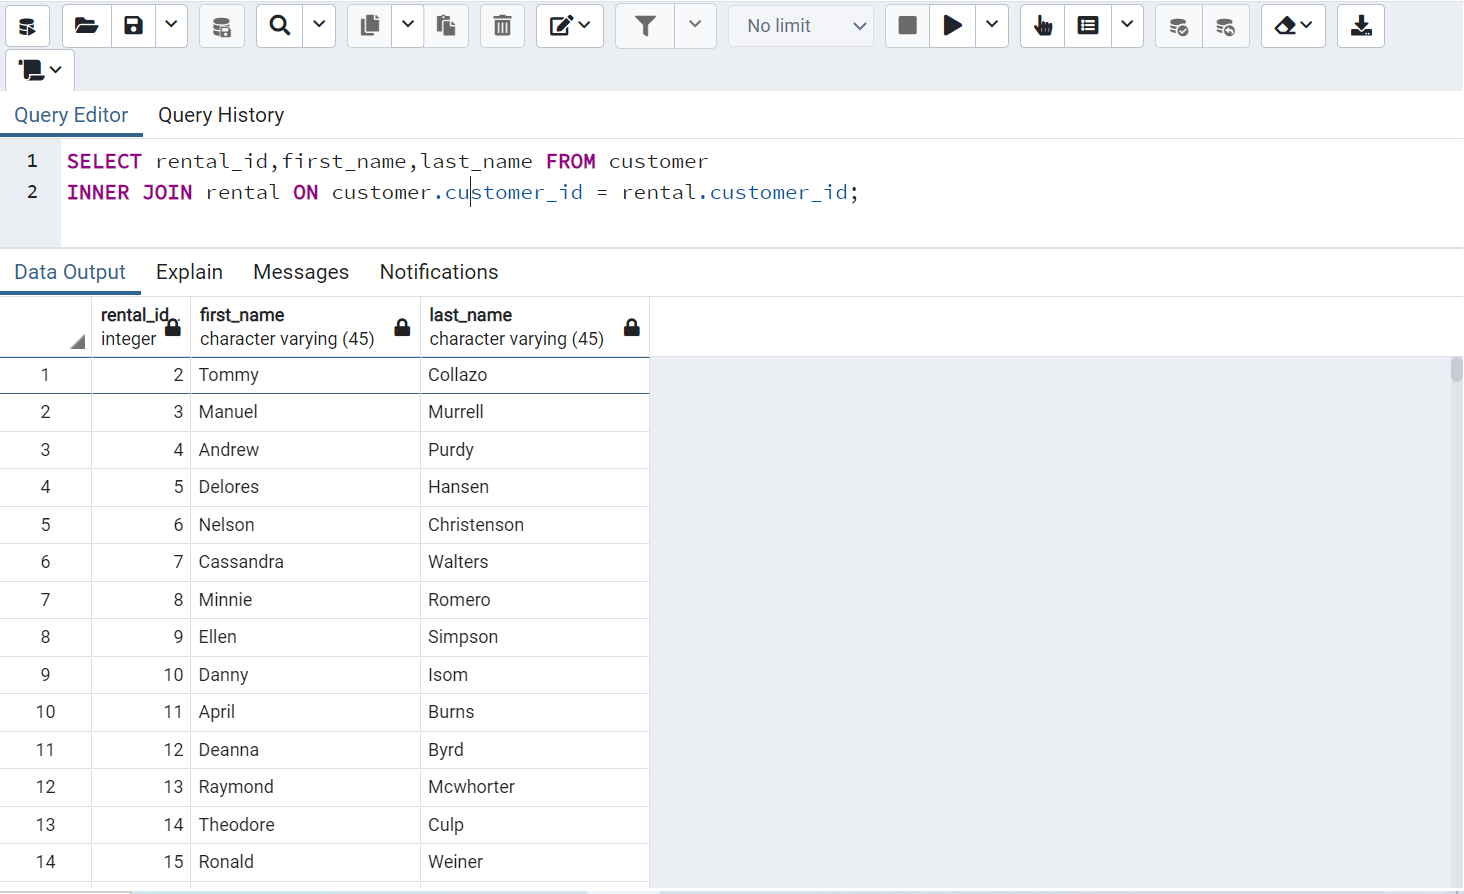 No limit
Query Editor Query History
1 SELECT rental_id,first_name,last_name FROM customer
2 INNER JOIN rental ON customer.customer_id = rental.customer_id;
Data Output Explain Messages Notifications
rental_id first_name last_name
integer character varying (45) character varying (45)
1 2 Tommy Collazo
2 3 Manuel Murrell
3 4 Andrew Purdy
4 5 Delores Hansen
5 6 Nelson Christenson
6 7 Cassandra Walters
7 8 Minnie Romero
8 9 Ellen Simpson
9 10 Danny Isom
10 11 April Burns
11 12 Deanna Byrd
12 13 Raymond Mcwhorter
13 14 Theodore Culp
14 15 Ronald Weiner